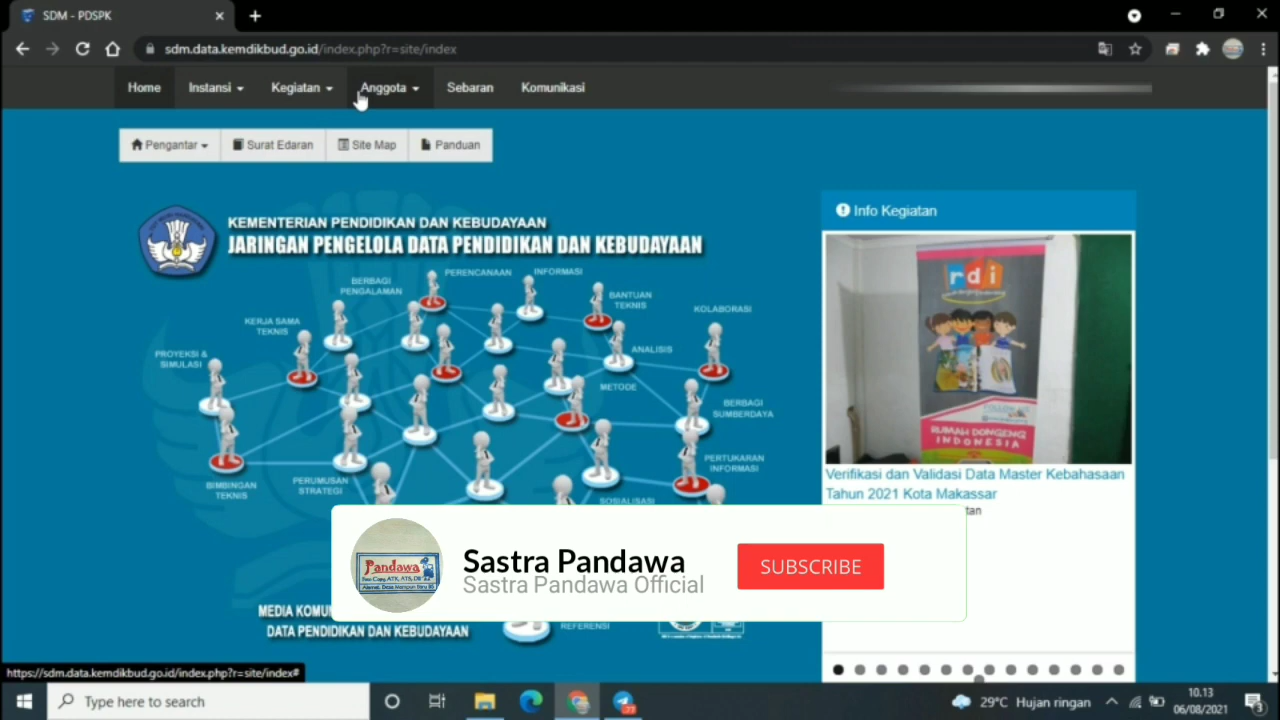 SDM - PDSPK
sdm.data.kemdikbud.go.id/index.php?r=site/index
Home Instansi Kegiatan Anggota Sebaran Komunikasi
Pengantar Surat Edaran Site Map Panduan
KEMENTERIAN PENDIDIKAN DAN KEBUDAYAAN
JARINGAN PENGELOLA DATA PENDIDIKAN DAN KEBUDAYAAN
PERENCANAAN
INFORMASI
BERBAGI
PENGALAMAN
BANTUAN
TEKNIS
KOLABORASI
KERJA SAMA
TEKNIS
PROYEKSI &
SIMULASI
ANALISIS
METODE
BERBAGI
SUMBERDAYA
PERTUKARAN
INFORMASI
BIMBINGAN
TEKNIS
PERUMUSAN
STRATEGI
SOSIALISASI
REFERENSI
MEDIA KOMU
DATA PENDIDIKAN DAN KEBUDAYAAN
Info Kegiatan
rdi
RUMAH DONGENG
INDONESIA
Verifikasi dan Validasi Data Master Kebahasaan
Tahun 2021 Kota Makassar
tan
Pandawa
Sastra Pandawa
Sastra Pandawa Official
SUBSCRIBE
https://sdm.data.kemdikbud.go.id/index.php?r=site/index#
Type here to search
27
29°C Hujan ringan
10.13
06/08/2021
3